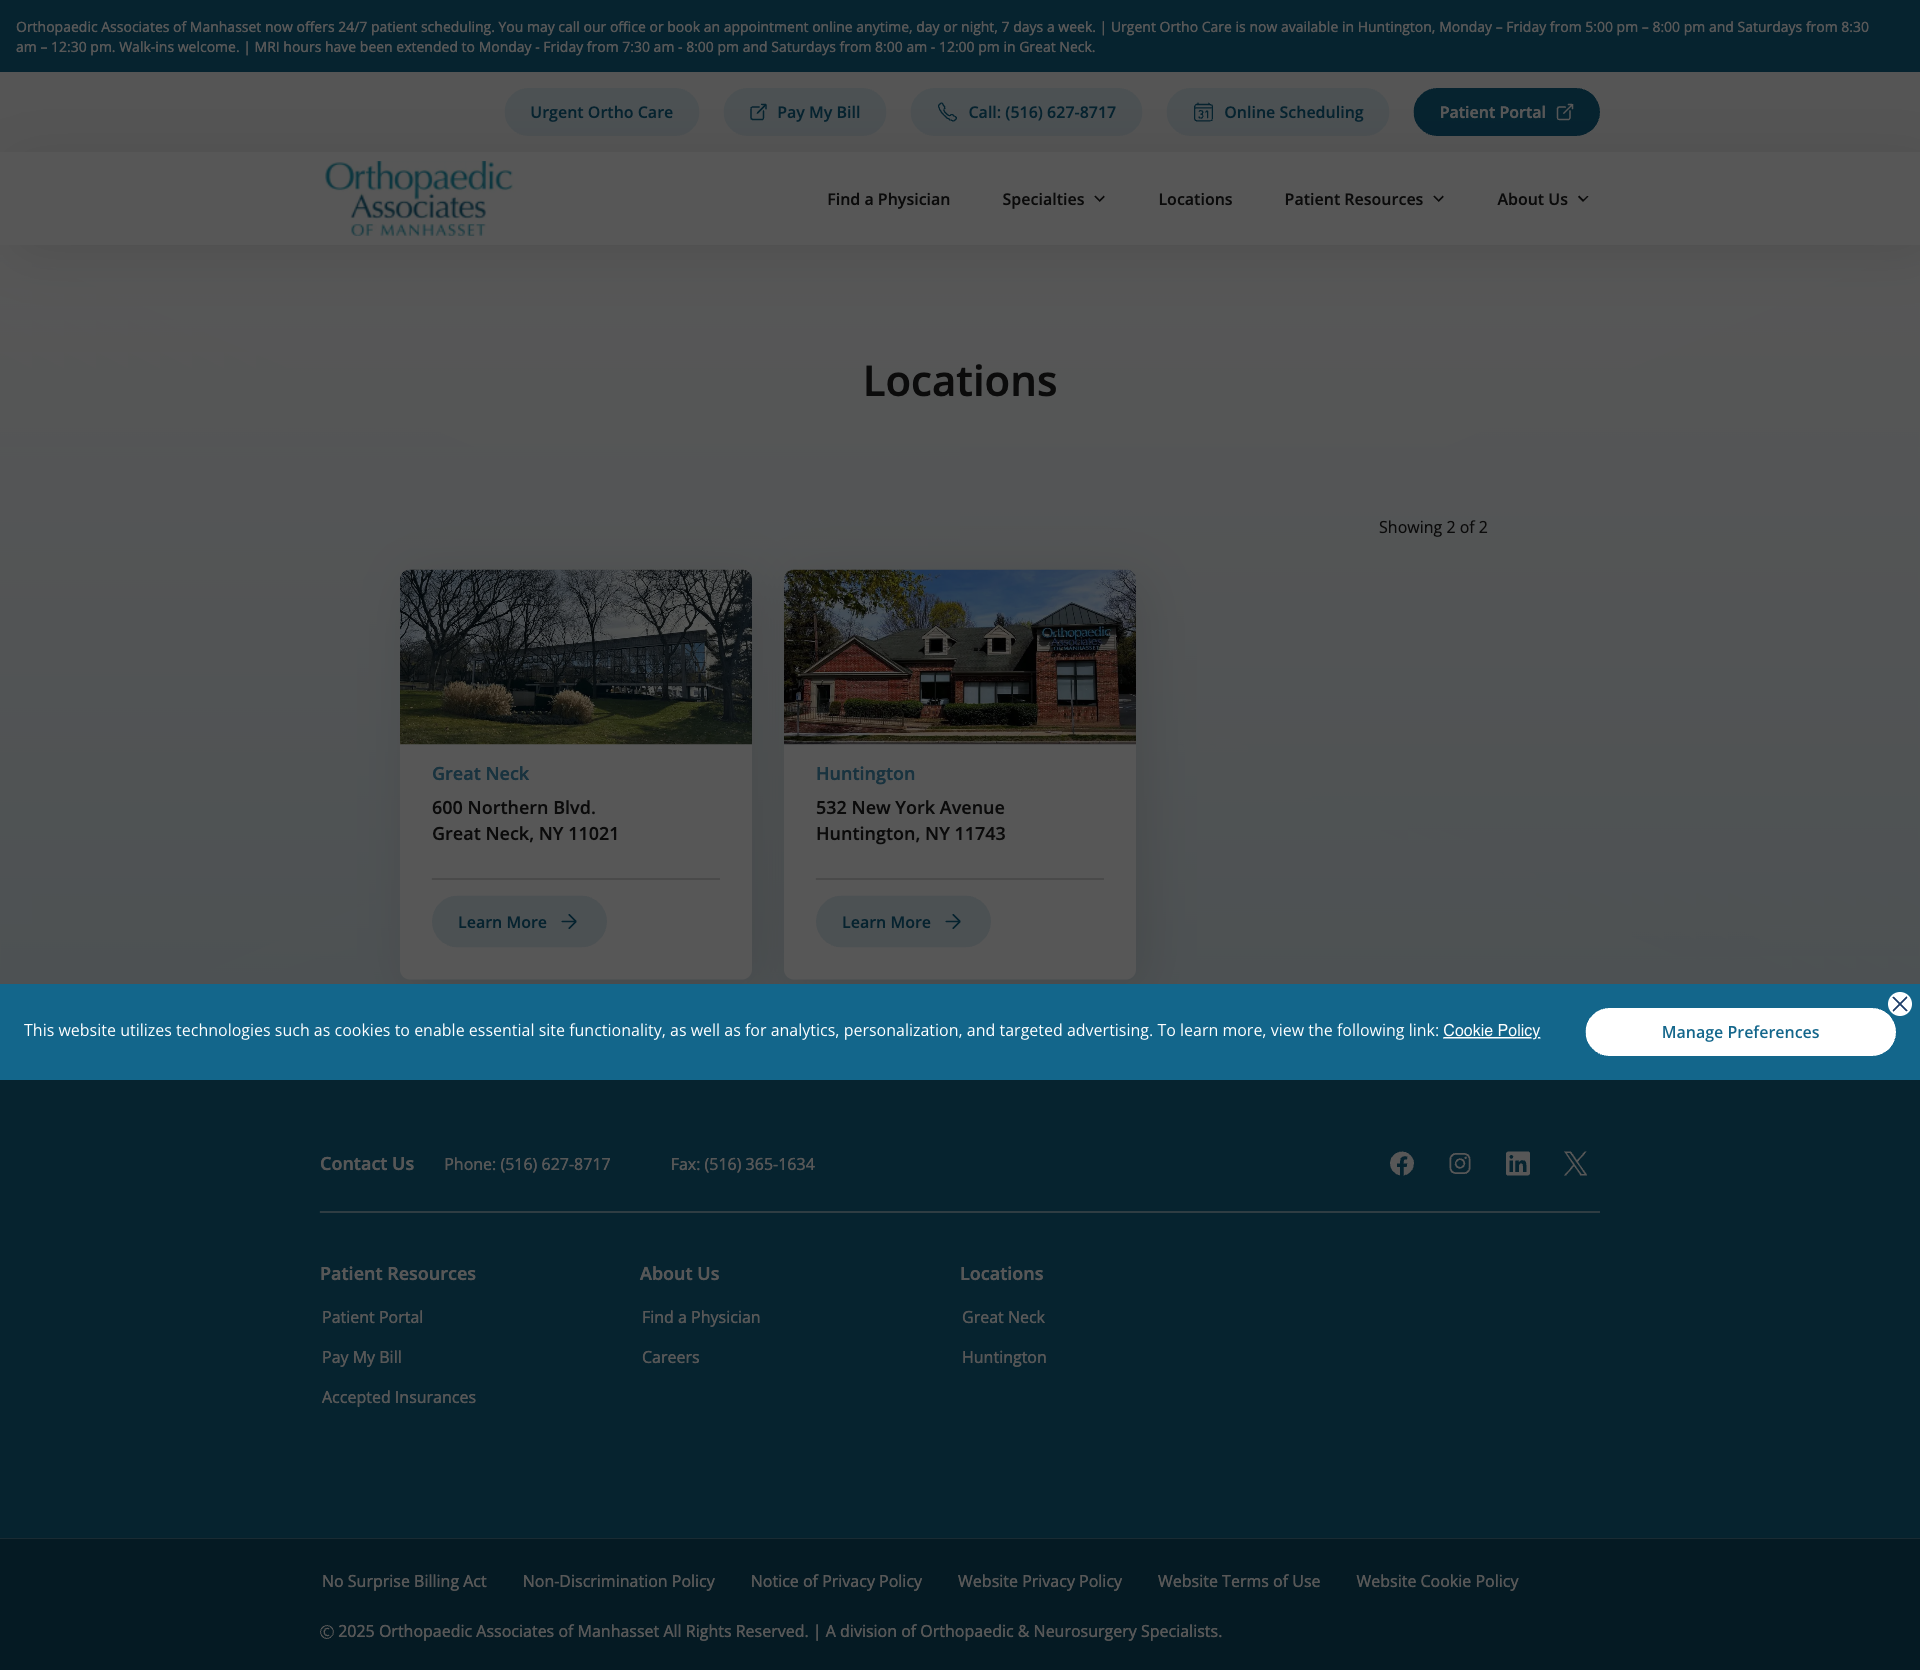 Orthopaedic Associates of Manhasset now offers 24/7 patient scheduling. You may call our office or book an appointment online anytime, day or night, 7 days a week. | Urgent Ortho Care is now available in Huntington, Monday – Friday from 5:00 pm – 8:00 pm and Saturdays from 8:30
am – 12:30 pm. Walk-ins welcome. | MRI hours have been extended to Monday - Friday from 7:30 am - 8:00 pm and Saturdays from 8:00 am - 12:00 pm in Great Neck.
Urgent Ortho Care
Pay My Bill
Call: (516) 627-8717
31
Online Scheduling
Patient Portal
Orthopaedic
Associates
OF MANHASSET
Find a Physician
Specialties
Locations
Patient Resources
About Us
Locations
Showing 2 of 2
Orthopaedic
Associates
OF MANHASSET
Great Neck
600 Northern Blvd.
Great Neck, NY 11021
Learn More
Huntington
532 New York Avenue
Huntington, NY 11743
Learn More
This website utilizes technologies such as cookies to enable essential site functionality, as well as for analytics, personalization, and targeted advertising. To learn more, view the following link: Cookie Policy
Manage Preferences
Contact Us
Phone: (516) 627-8717
Fax: (516) 365-1634
Patient Resources
Patient Portal
Pay My Bill
Accepted Insurances
About Us
Find a Physician
Careers
Locations
Great Neck
Huntington
No Surprise Billing Act
Non-Discrimination Policy
Notice of Privacy Policy
Website Privacy Policy
Website Terms of Use
Website Cookie Policy
© 2025 Orthopaedic Associates of Manhasset All Rights Reserved. | A division of Orthopaedic & Neurosurgery Specialists.